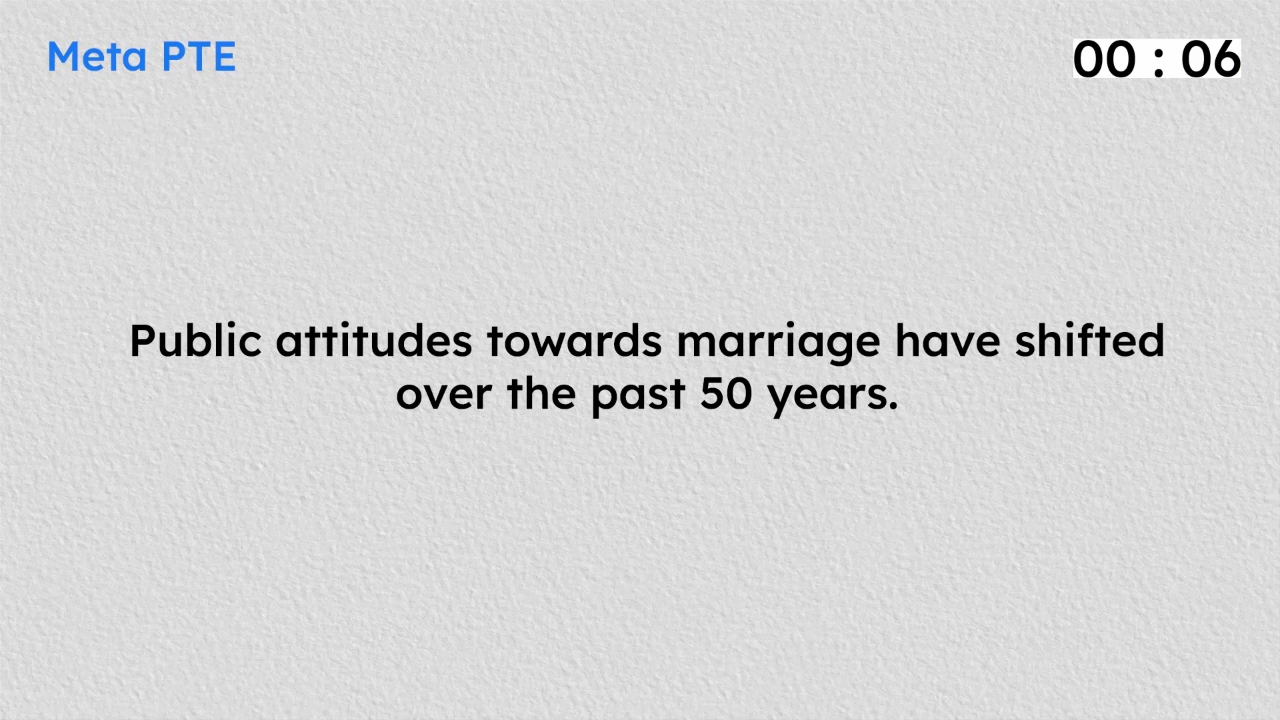 Meta PTE
00 : 06
Public attitudes towards marriage have shifted
over the past 50 years.